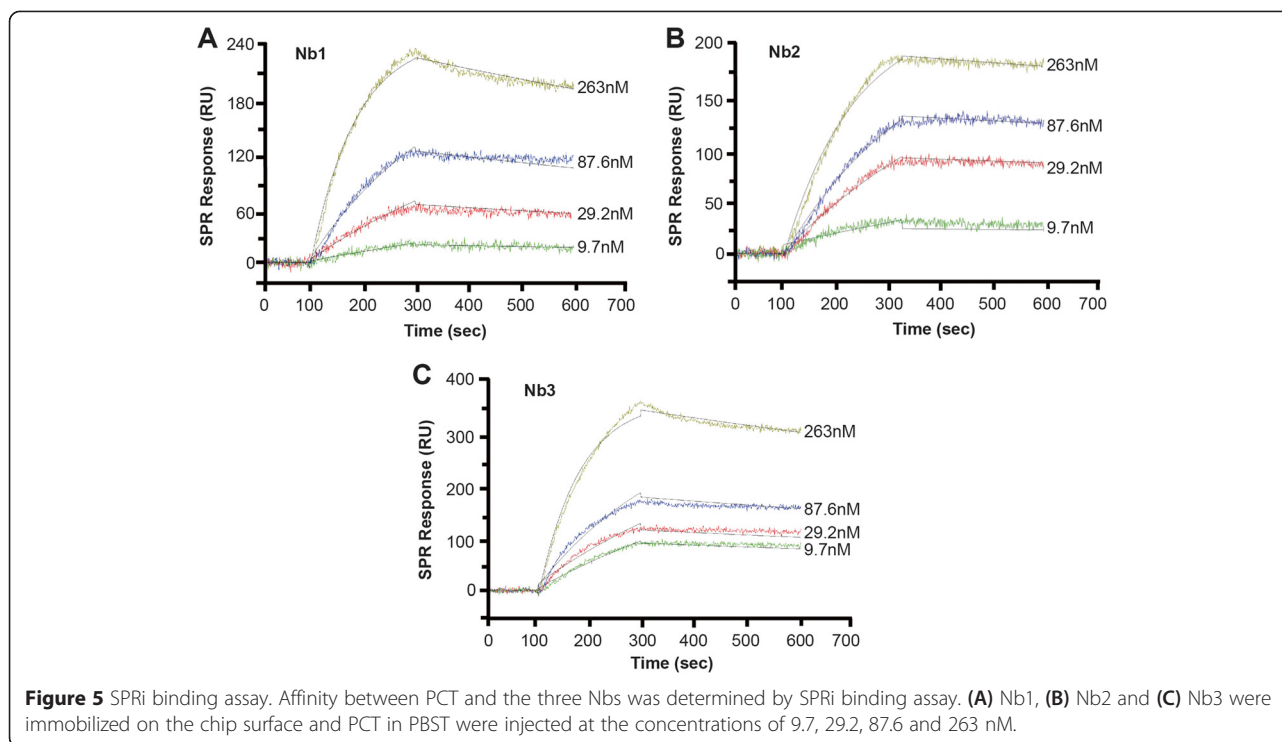 A
Nb1
SPR Response (RU)
240
180
120
60
0
263nM
87.6nM
29.2nM
9.7nM
0 100 200 300 400 500 600 700
Time (sec)
B
Nb2
SPR Response (RU)
200
150
100
50
0
263nM
87.6nM
29.2nM
9.7nM
0 100 200 300 400 500 600 700
Time (sec)
C
Nb3
SPR Response (RU)
400
300
200
100
0
263nM
87.6nM
29.2nM
9.7nM
0 100 200 300 400 500 600 700
Time (sec)
Figure 5 SPRi binding assay. Affinity between PCT and the three Nbs was determined by SPRi binding assay. (A) Nb1, (B) Nb2 and (C) Nb3 were
immobilized on the chip surface and PCT in PBST were injected at the concentrations of 9.7, 29.2, 87.6 and 263 nM.